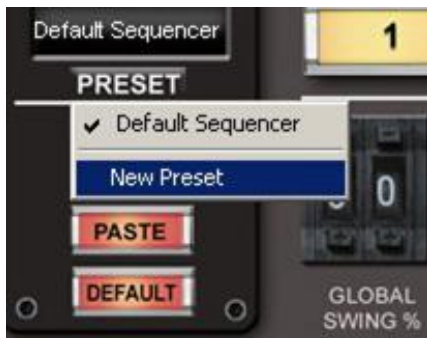 Default Sequencer
1
PRESET
✓ Default Sequencer
New Preset
0
PASTE
DEFAULT
GLOBAL
SWING %